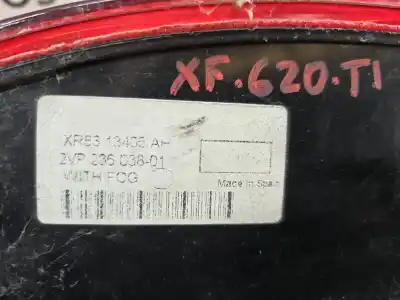 XF.620.TI
XR83 13405 AH
2VP 236 038-01
WITH FOG
Made in Spain